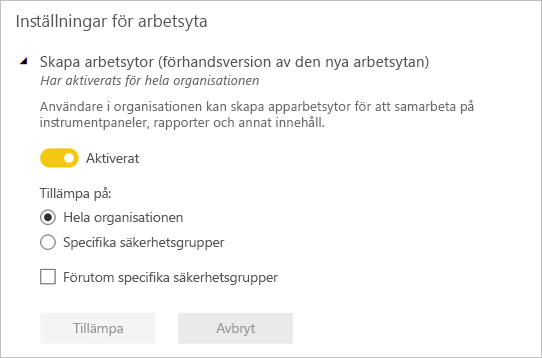 Inställningar för arbetsyta
Skapa arbetsytor (förhandsversion av den nya arbetsytan)
Har aktiverats för hela organisationen
Användare i organisationen kan skapa apparbetsytor för att samarbeta på
instrumentpaneler, rapporter och annat innehåll.
Aktiverat
Tillämpa på:
Hela organisationen
Specifika säkerhetsgrupper
Förutom specifika säkerhetsgrupper
Tillämpa
Avbryt